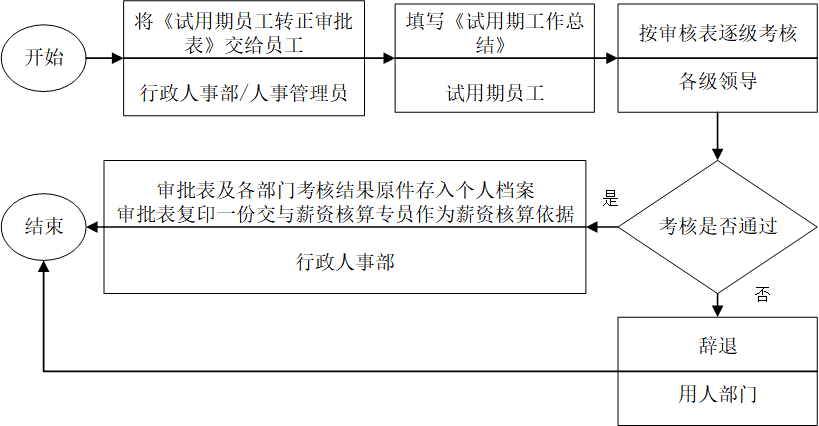 开始
将《试用期员工转正审批
表》交给员工
行政人事部/人事管理员
填写《试用期工作总
结》
试用期员工
按审核表逐级考核
各级领导
考核是否通过
是
否
审批表及各部门考核结果原件存入个人档案
审批表复印一份交与薪资核算专员作为薪资核算依据
行政人事部
结束
辞退
用人部门